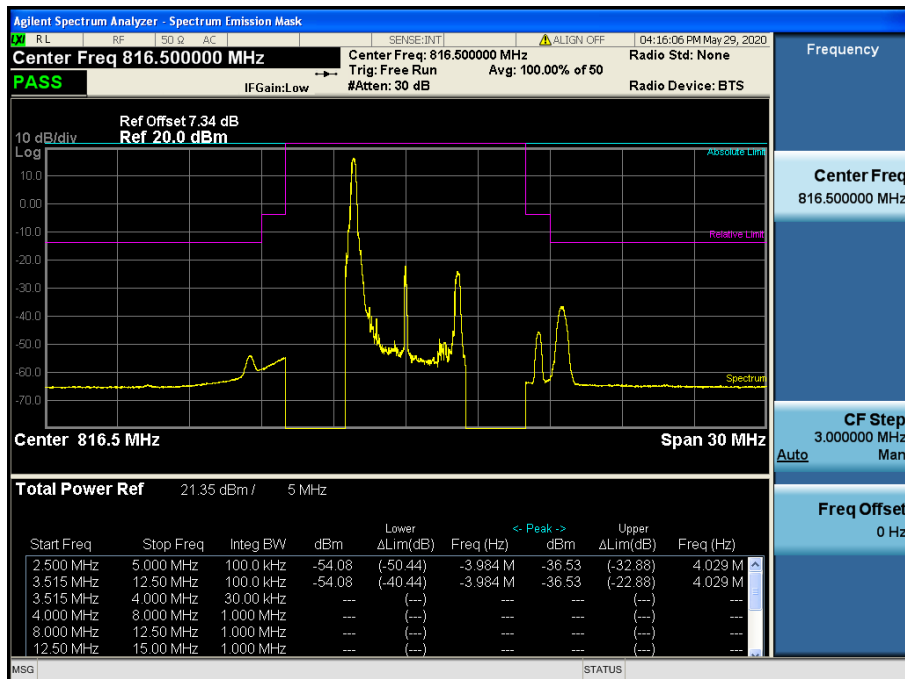 Agilent Spectrum Analyzer - Spectrum Emission Mask
LXI RL RF 50 Ω AC SENSE:INT ALIGN OFF 04:16:06 PM May 29, 2020
Center Freq 816.500000 MHz
PASS
IFGain:Low
Center Freq: 816.500000 MHz
Trig: Free Run Avg: 100.00% of 50
#Atten: 30 dB
Radio Std: None
Radio Device: BTS
Ref Offset 7.34 dB
10 dB/div Ref 20.0 dBm
Log
Absolute Limit
10.0
0.00
-10.0
Relative Limit
-20.0
-30.0
-40.0
-50.0
-60.0
Spectrum
-70.0
Center 816.5 MHz Span 30 MHz
Total Power Ref 21.35 dBm / 5 MHz
Lower <- Peak -> Upper
Start Freq Stop Freq Integ BW dBm ΔLim(dB) Freq (Hz) dBm ΔLim(dB) Freq (Hz)
2.500 MHz 5.000 MHz 100.0 kHz -54.08 (-50.44) -3.984 M -36.53 (-32.88) 4.029 M
3.515 MHz 12.50 MHz 100.0 kHz -54.08 (-40.44) -3.984 M -36.53 (-22.88) 4.029 M
3.515 MHz 4.000 MHz 30.00 kHz --- (---) --- --- (---) ---
4.000 MHz 8.000 MHz 1.000 MHz --- (---) --- --- (---) ---
8.000 MHz 12.50 MHz 1.000 MHz --- (---) --- --- (---) ---
12.50 MHz 15.00 MHz 1.000 MHz --- (---) --- --- (---) ---
MSG STATUS
Frequency
Center Freq
816.500000 MHz
CF Step
3.000000 MHz
Auto Man
Freq Offset
0 Hz